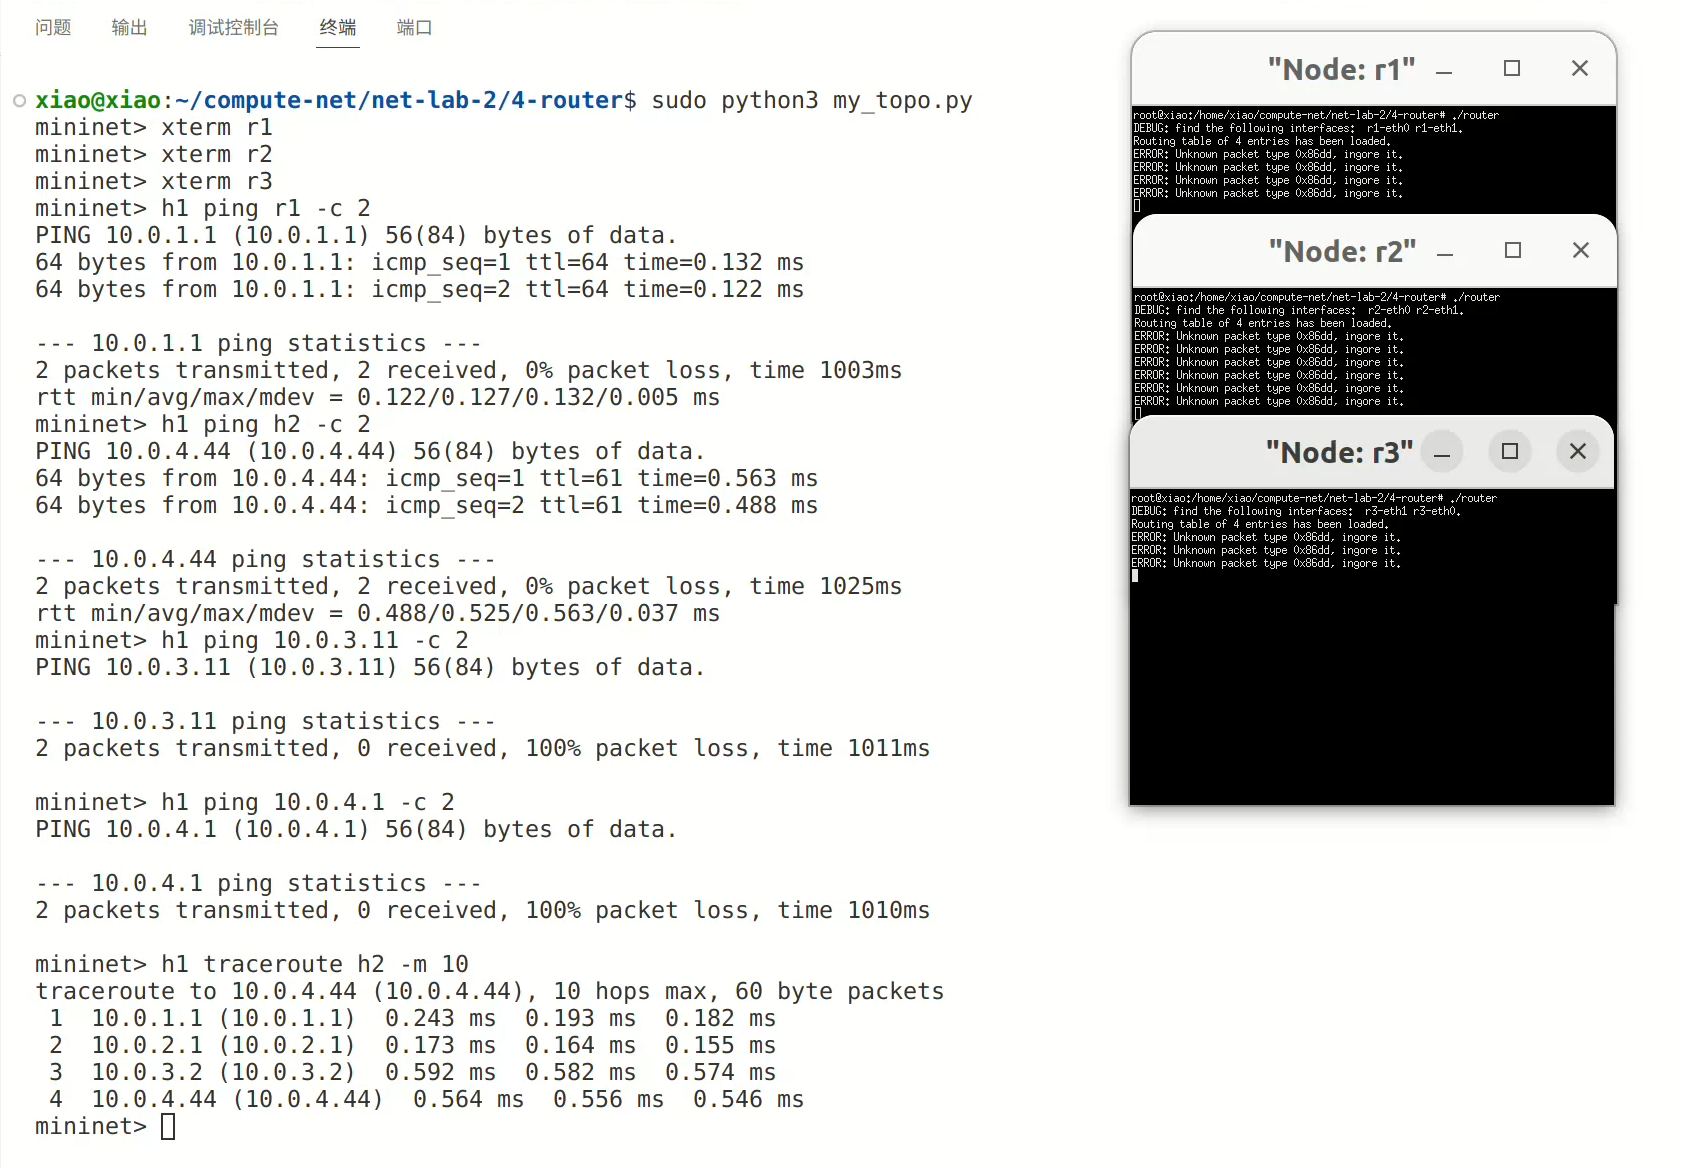 问题 输出 调试控制台 终端 端口
xiao@xiao:~/compute-net/net-lab-2/4-router$ sudo python3 my_topo.py
mininet> xterm r1
mininet> xterm r2
mininet> xterm r3
mininet> h1 ping r1 -c 2
PING 10.0.1.1 (10.0.1.1) 56(84) bytes of data.
64 bytes from 10.0.1.1: icmp_seq=1 ttl=64 time=0.132 ms
64 bytes from 10.0.1.1: icmp_seq=2 ttl=64 time=0.122 ms
--- 10.0.1.1 ping statistics ---
2 packets transmitted, 2 received, 0% packet loss, time 1003ms
rtt min/avg/max/mdev = 0.122/0.127/0.132/0.005 ms
mininet> h1 ping h2 -c 2
PING 10.0.4.44 (10.0.4.44) 56(84) bytes of data.
64 bytes from 10.0.4.44: icmp_seq=1 ttl=61 time=0.563 ms
64 bytes from 10.0.4.44: icmp_seq=2 ttl=61 time=0.488 ms
--- 10.0.4.44 ping statistics ---
2 packets transmitted, 2 received, 0% packet loss, time 1025ms
rtt min/avg/max/mdev = 0.488/0.525/0.563/0.037 ms
mininet> h1 ping 10.0.3.11 -c 2
PING 10.0.3.11 (10.0.3.11) 56(84) bytes of data.
--- 10.0.3.11 ping statistics ---
2 packets transmitted, 0 received, 100% packet loss, time 1011ms
mininet> h1 ping 10.0.4.1 -c 2
PING 10.0.4.1 (10.0.4.1) 56(84) bytes of data.
--- 10.0.4.1 ping statistics ---
2 packets transmitted, 0 received, 100% packet loss, time 1010ms
mininet> h1 traceroute h2 -m 10
traceroute to 10.0.4.44 (10.0.4.44), 10 hops max, 60 byte packets
1 10.0.1.1 (10.0.1.1) 0.243 ms 0.193 ms 0.182 ms
2 10.0.2.1 (10.0.2.1) 0.173 ms 0.164 ms 0.155 ms
3 10.0.3.2 (10.0.3.2) 0.592 ms 0.582 ms 0.574 ms
4 10.0.4.44 (10.0.4.44) 0.564 ms 0.556 ms 0.546 ms
mininet>
"Node: r1"
root@xiao:/home/xiao/compute-net/net-lab-2/4-router# ./router
DEBUG: find the following interfaces: r1-eth0 r1-eth1.
Routing table of 4 entries has been loaded.
ERROR: Unknown packet type 0x86dd, ingore it.
ERROR: Unknown packet type 0x86dd, ingore it.
ERROR: Unknown packet type 0x86dd, ingore it.
ERROR: Unknown packet type 0x86dd, ingore it.
"Node: r2"
root@xiao:/home/xiao/compute-net/net-lab-2/4-router# ./router
DEBUG: find the following interfaces: r2-eth0 r2-eth1.
Routing table of 4 entries has been loaded.
ERROR: Unknown packet type 0x86dd, ingore it.
ERROR: Unknown packet type 0x86dd, ingore it.
ERROR: Unknown packet type 0x86dd, ingore it.
ERROR: Unknown packet type 0x86dd, ingore it.
ERROR: Unknown packet type 0x86dd, ingore it.
ERROR: Unknown packet type 0x86dd, ingore it.
"Node: r3"
root@xiao:/home/xiao/compute-net/net-lab-2/4-router# ./router
DEBUG: find the following interfaces: r3-eth1 r3-eth0.
Routing table of 4 entries has been loaded.
ERROR: Unknown packet type 0x86dd, ingore it.
ERROR: Unknown packet type 0x86dd, ingore it.
ERROR: Unknown packet type 0x86dd, ingore it.